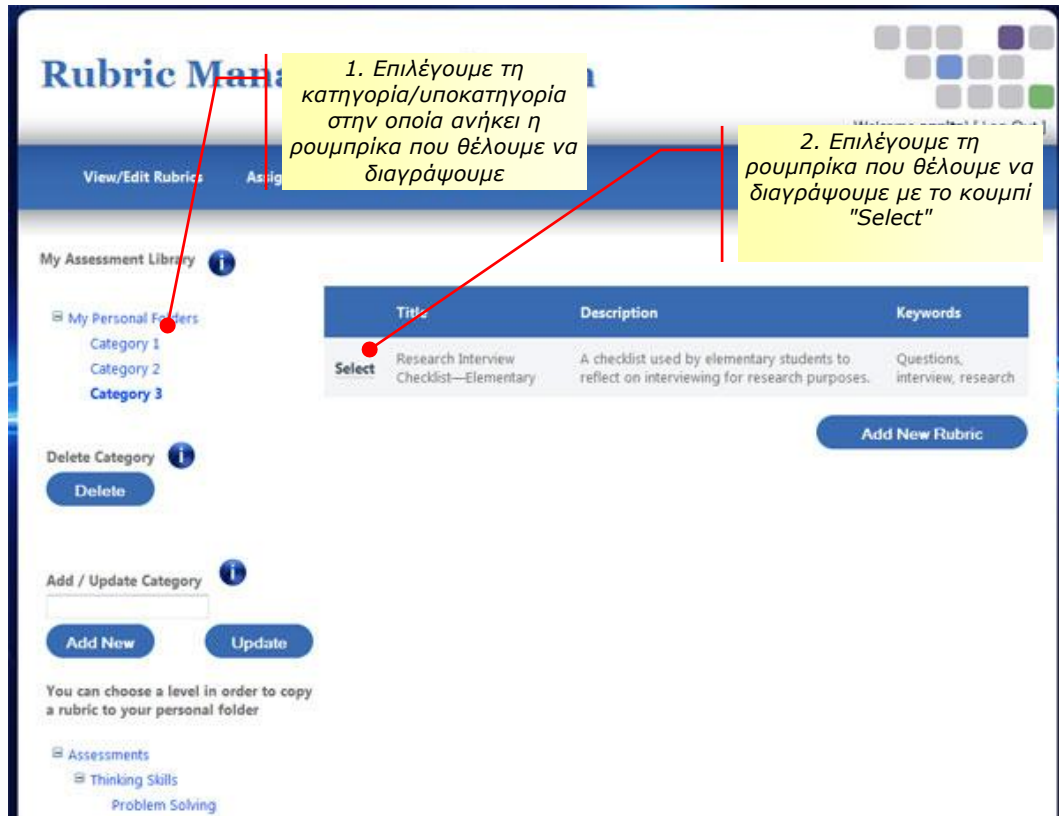 Rubric Mana
1. Επιλέγουμε τη
κατηγορία/υποκατηγορία
στην οποία ανήκει η
ρουμπρίκα που θέλουμε να
διαγράψουμε
2. Επιλέγουμε τη
ρουμπρίκα που θέλουμε να
διαγράψουμε με το κουμπί
"Select"
View/Edit Rubrics Assig
My Assessment Library
My Personal Folders
Category 1
Category 2
Category 3
Title Description Keywords
Select Research Interview A checklist used by elementary students to Questions,
Checklist—Elementary reflect on interviewing for research purposes. interview, research
Add New Rubric
Delete Category
Delete
Add / Update Category
Add New Update
You can choose a level in order to copy
a rubric to your personal folder
Assessments
Thinking Skills
Problem Solving